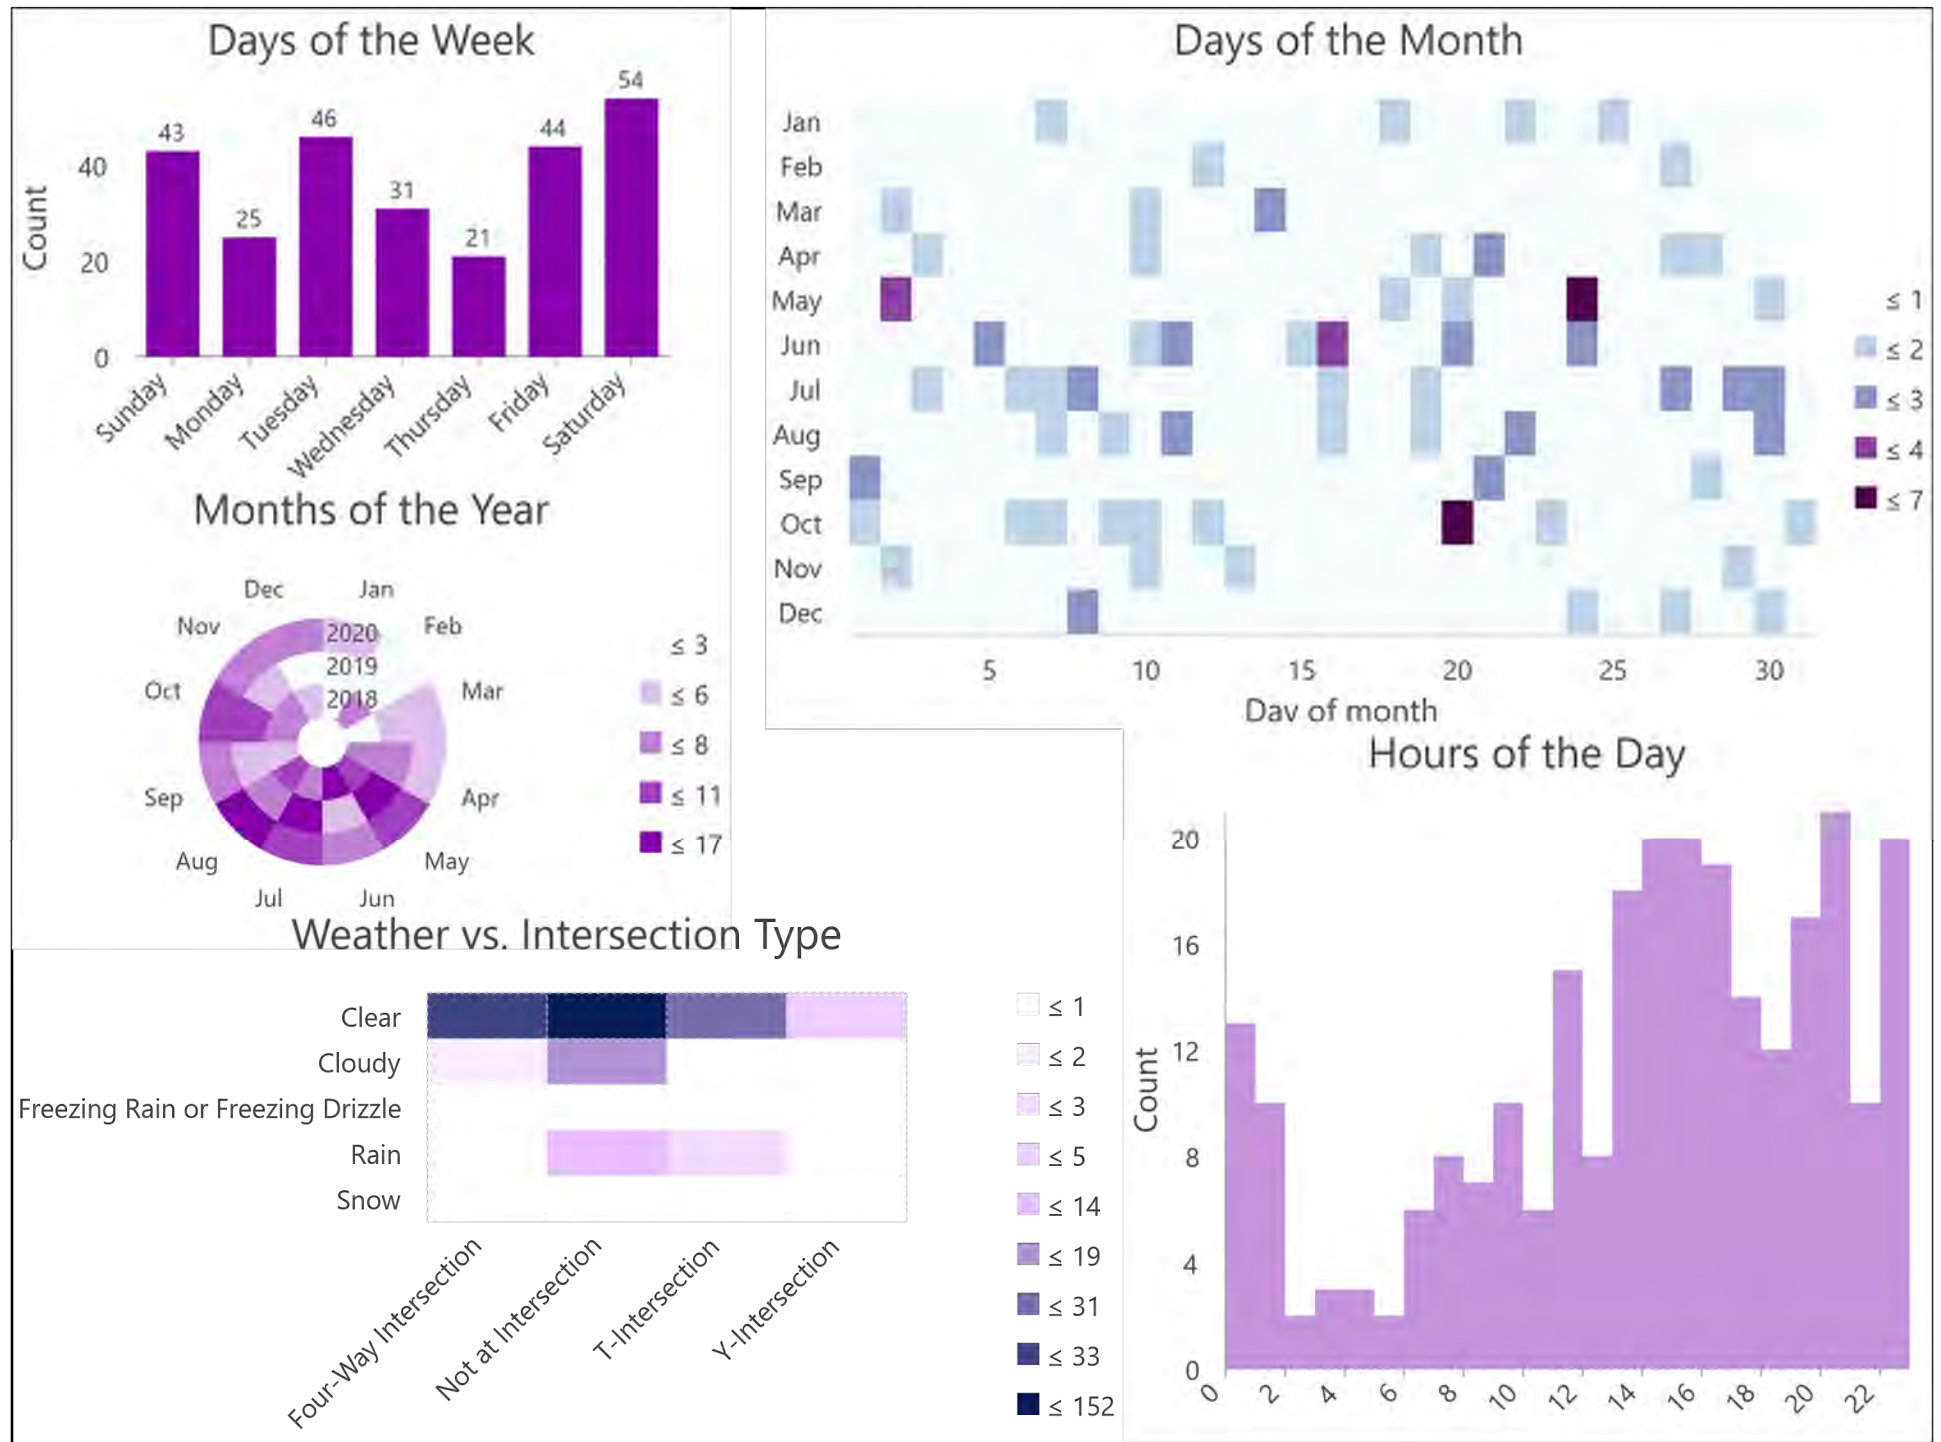 Days of the Week
Count
40
20
0
43
25
46
31
21
44
54
Sunday
Monday
Tuesday
Wednesday
Thursday
Friday
Saturday
Months of the Year
Jan
Feb
Mar
Apr
May
Jun
Jul
Aug
Sep
Oct
Nov
Dec
2020
2019
2018
≤ 3
≤ 6
≤ 8
≤ 11
≤ 17
Days of the Month
Jan
Feb
Mar
Apr
May
Jun
Jul
Aug
Sep
Oct
Nov
Dec
5
10
15
20
25
30
Day of month
≤ 1
≤ 2
≤ 3
≤ 4
≤ 7
Weather vs. Intersection Type
Clear
Cloudy
Freezing Rain or Freezing Drizzle
Rain
Snow
Four-Way Intersection
Not at Intersection
T-Intersection
Y-Intersection
≤ 1
≤ 2
≤ 3
≤ 5
≤ 14
≤ 19
≤ 31
≤ 33
≤ 152
Hours of the Day
Count
20
16
12
8
4
0
0
2
4
6
8
10
12
14
16
18
20
22